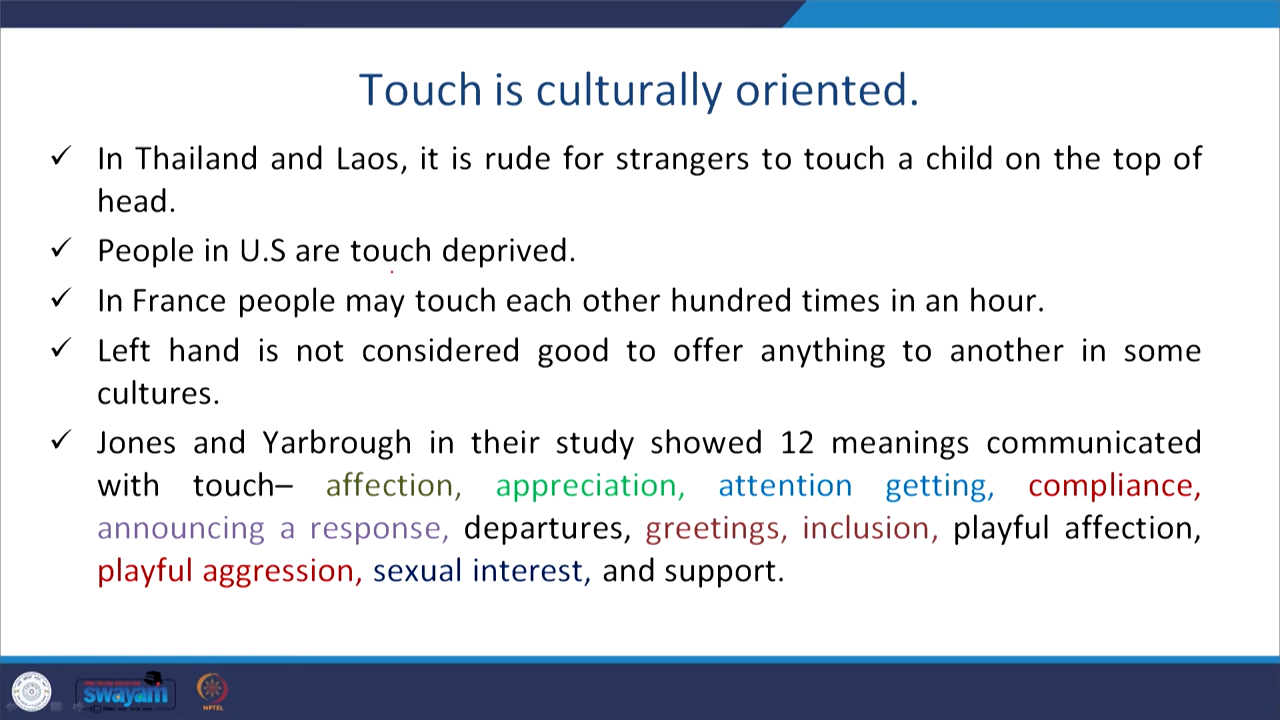 Touch is culturally oriented.
✓ In Thailand and Laos, it is rude for strangers to touch a child on the top of
head.
✓ People in U.S are touch deprived.
✓ In France people may touch each other hundred times in an hour.
✓ Left hand is not considered good to offer anything to another in some
cultures.
✓ Jones and Yarbrough in their study showed 12 meanings communicated
with touch– affection, appreciation, attention getting, compliance,
announcing a response, departures, greetings, inclusion, playful affection,
playful aggression, sexual interest, and support.
swayam
NPTEL